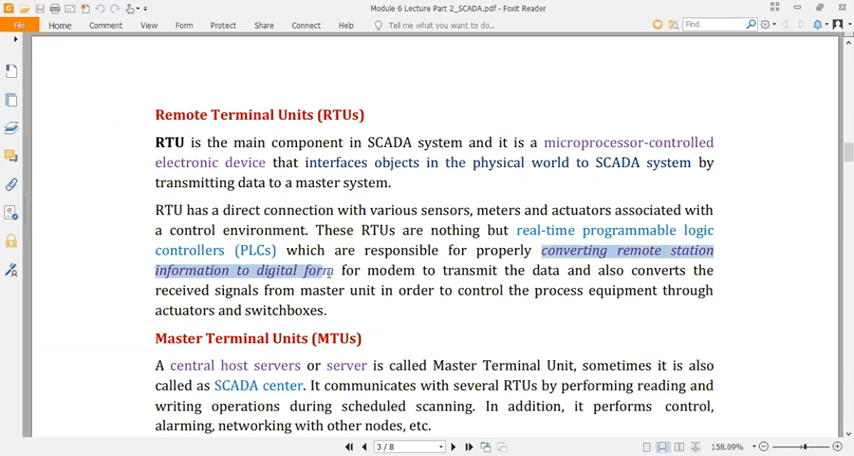 Module 6 Lecture Part 2_SCADA.pdf - Foxit Reader
File Home Comment View Form Protect Share Connect Help Tell me what you want to do... Find
Remote Terminal Units (RTUs)
RTU is the main component in SCADA system and it is a microprocessor-controlled
electronic device that interfaces objects in the physical world to SCADA system by
transmitting data to a master system.
RTU has a direct connection with various sensors, meters and actuators associated with
a control environment. These RTUs are nothing but real-time programmable logic
controllers (PLCs) which are responsible for properly converting remote station
information to digital form for modem to transmit the data and also converts the
received signals from master unit in order to control the process equipment through
actuators and switchboxes.
Master Terminal Units (MTUs)
A central host servers or server is called Master Terminal Unit, sometimes it is also
called as SCADA center. It communicates with several RTUs by performing reading and
writing operations during scheduled scanning. In addition, it performs control,
alarming, networking with other nodes, etc.
3 / 8 158.09%